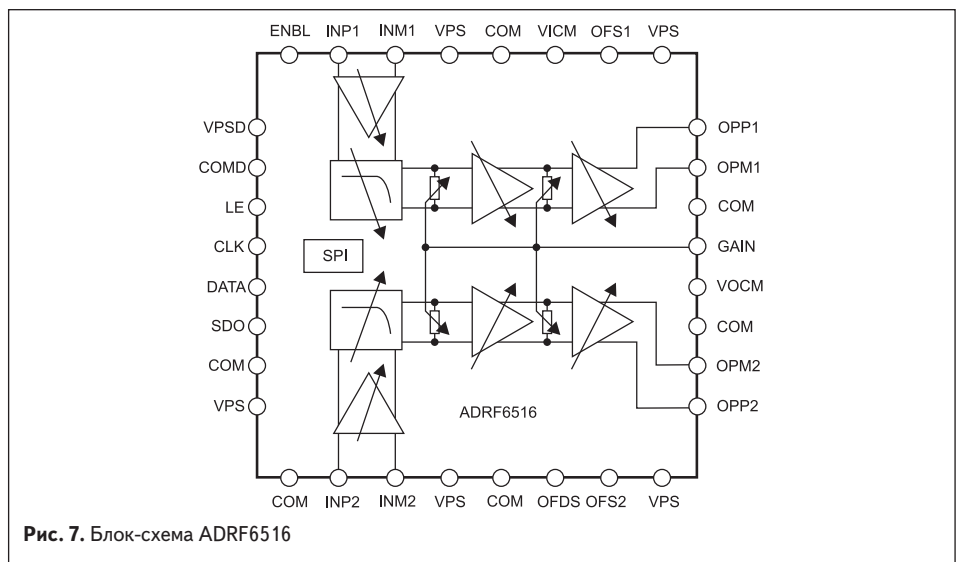 ENBL INP1 INM1 VPS COM VICM OFS1 VPS
VPSD
COMD
LE
CLK
DATA
SDO
COM
VPS
SPI
ADRF6516
OPP1
OPM1
COM
GAIN
VOCM
COM
OPM2
OPP2
COM INP2 INM2 VPS COM OFDS OFS2 VPS
Рис. 7. Блок-схема ADRF6516